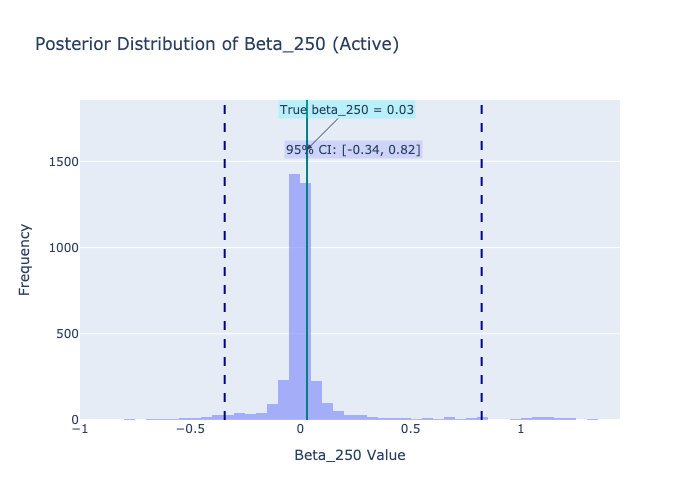 Posterior Distribution of Beta_250 (Active)
True beta_250 = 0.03
95% CI: [-0.34, 0.82]
1500
1000
500
0
Frequency
−1
−0.5
0
0.5
1
Beta_250 Value